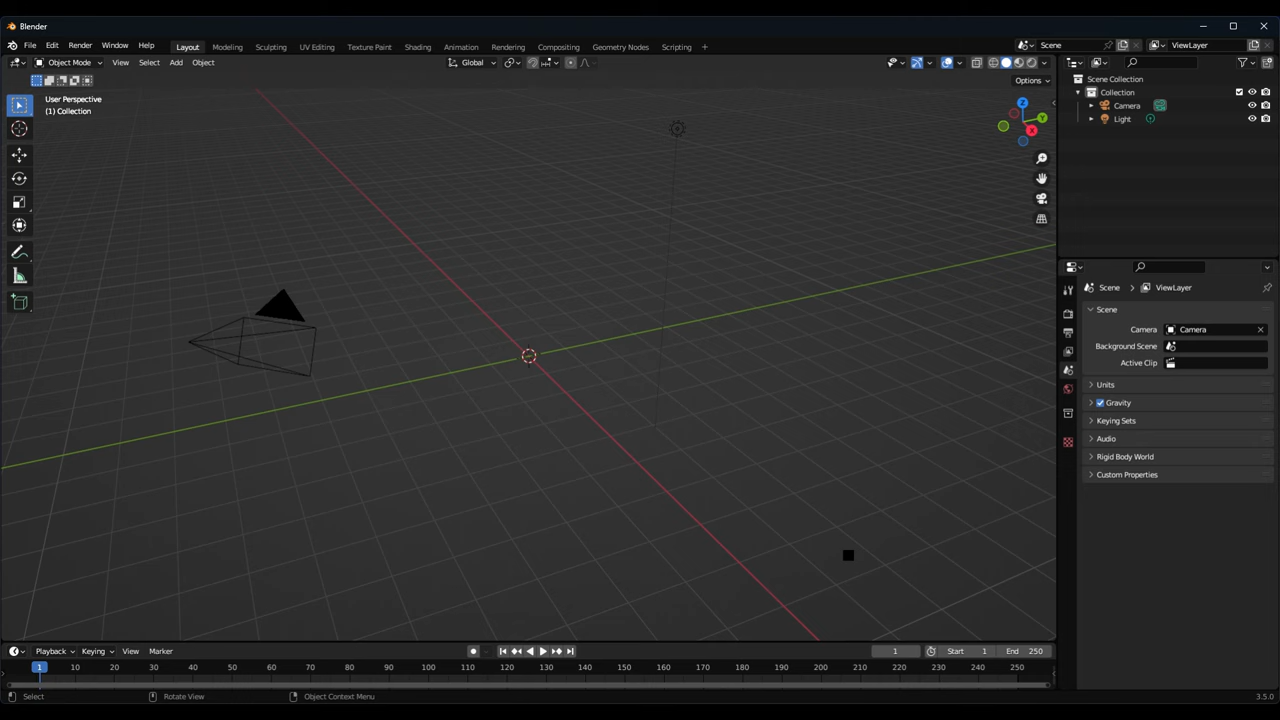 Blender
File Edit Render Window Help Layout Modeling Sculpting UV Editing Texture Paint Shading Animation Rendering Compositing Geometry Nodes Scripting + Scene ViewLayer
Object Mode View Select Add Object Global
Options
User Perspective
(1) Collection
Z
Y
X
Scene Collection
Collection
Camera
Light
Scene ViewLayer
Scene
Camera Camera
Background Scene
Active Clip
Units
Gravity
Keying Sets
Audio
Rigid Body World
Custom Properties
Playback Keying View Marker 1 Start 1 End 250
1 10 20 30 40 50 60 70 80 90 100 110 120 130 140 150 160 170 180 190 200 210 220 230 240 250
Select Rotate View Object Context Menu 3.5.0